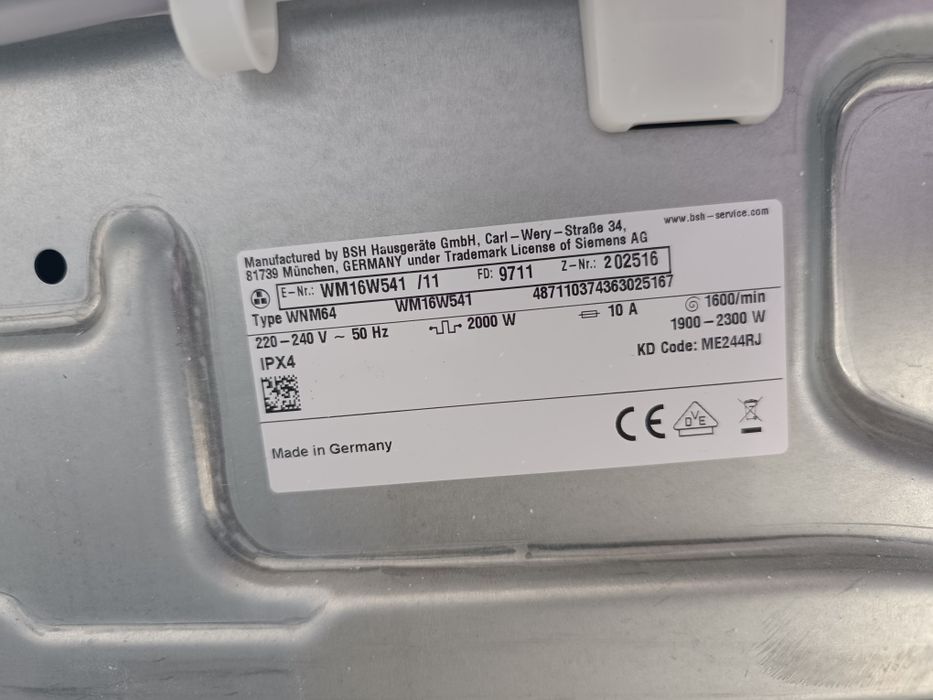 www.bsh-service.com
Manufactured by BSH Hausgeräte GmbH, Carl-Wery-Straße 34,
81739 München, GERMANY under Trademark License of Siemens AG
E-Nr.: WM16W541 /11 FD: 9711 Z-Nr.: 202516
Type WNM64 WM16W541 487110374363025167
220-240 V ~ 50 Hz 2000 W 10 A 1600/min
1900-2300 W
IPX4 KD Code: ME244RJ
Made in Germany CE DVE